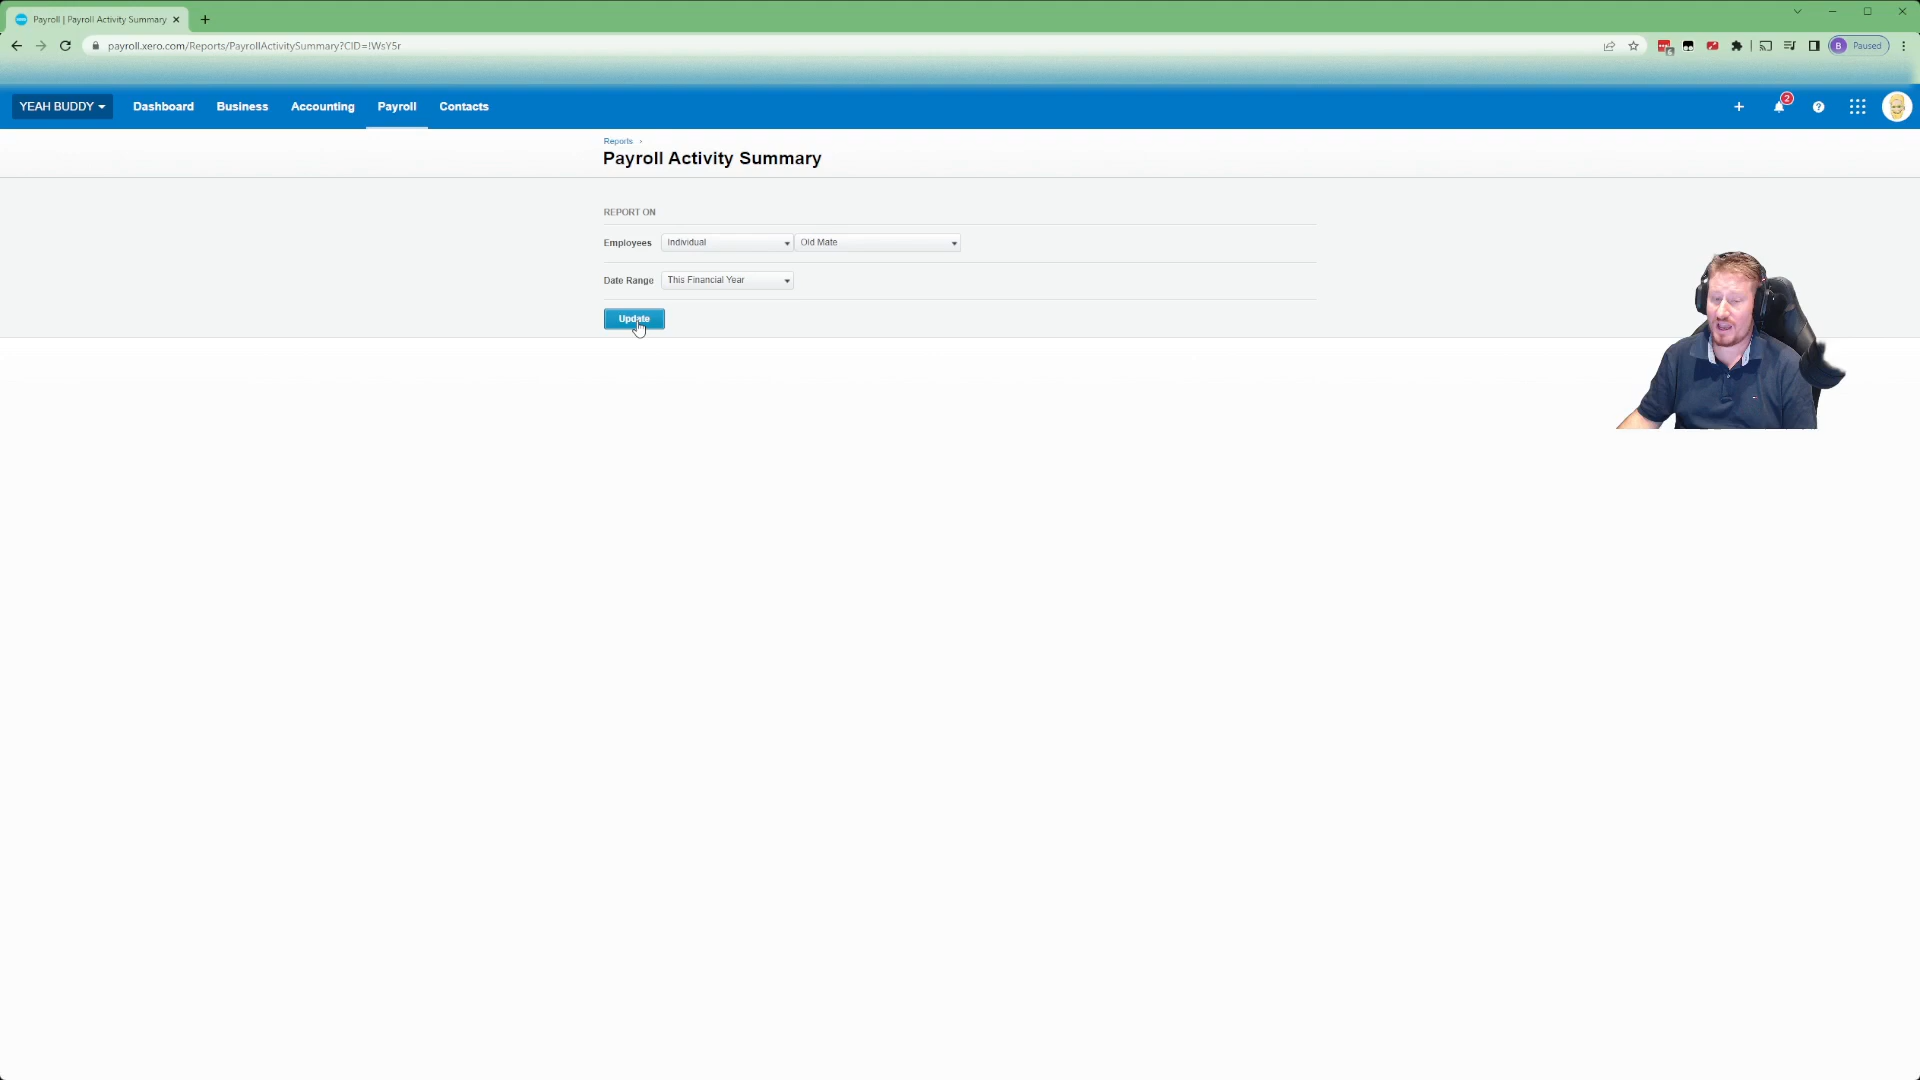 Payroll | Payroll Activity Summary
payroll.xero.com/Reports/PayrollActivitySummary?CID=!WsY5r
B Paused
YEAH BUDDY Dashboard Business Accounting Payroll Contacts
2
Reports ›
Payroll Activity Summary
REPORT ON
Employees Individual Old Mate
Date Range This Financial Year
Update